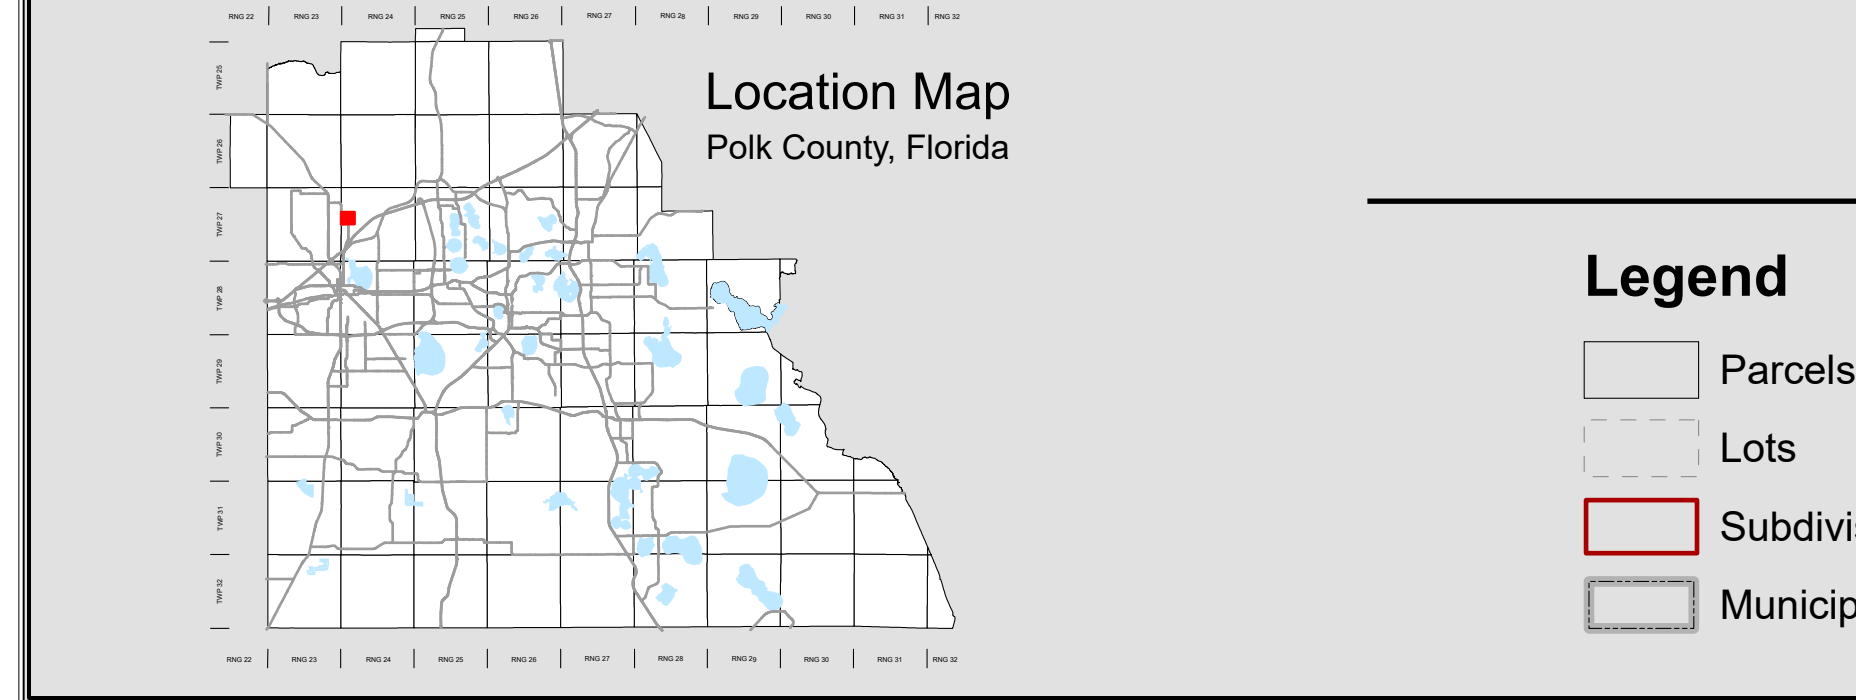 RNG 22 RNG 23 RNG 24 RNG 25 RNG 26 RNG 27 RNG 28 RNG 29 RNG 30 RNG 31 RNG 32
Location Map
Polk County, Florida
TWP 25
TWP 26
TWP 27
TWP 28
TWP 29
TWP 30
TWP 31
TWP 32
RNG 22 RNG 23 RNG 24 RNG 25 RNG 26 RNG 27 RNG 28 RNG 29 RNG 30 RNG 31 RNG 32
Legend
Parcels
Lots
Subdivis
Municip